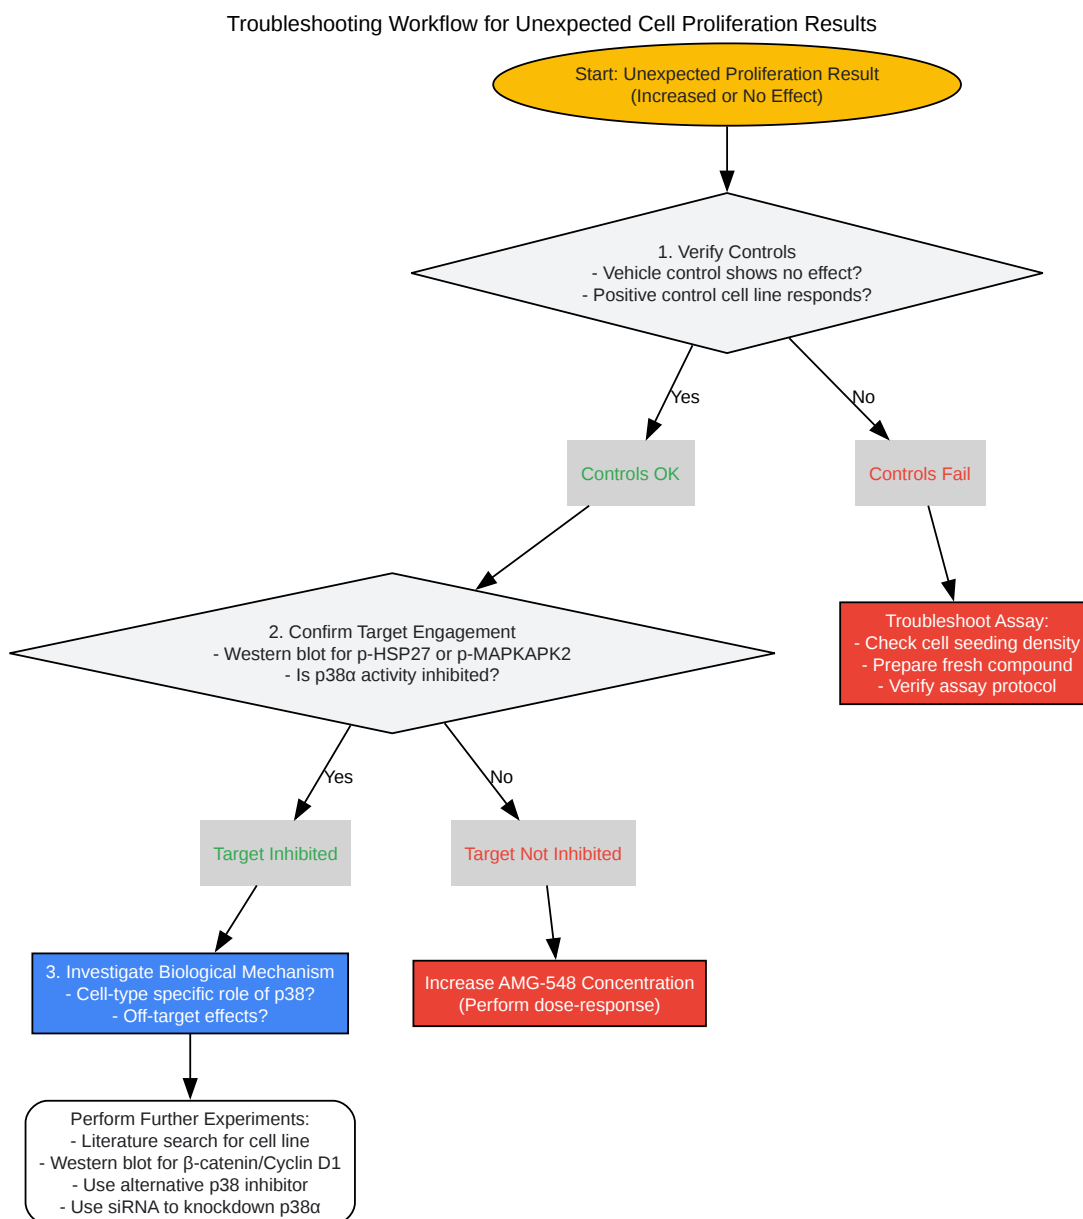 Troubleshooting Workflow for Unexpected Cell Proliferation Results
Start: Unexpected Proliferation Result
(Increased or No Effect)
1. Verify Controls
- Vehicle control shows no effect?
- Positive control cell line responds?
Yes
No
Controls OK
Controls Fail
2. Confirm Target Engagement
- Western blot for p-HSP27 or p-MAPKAPK2
- Is p38α activity inhibited?
Troubleshoot Assay:
- Check cell seeding density
- Prepare fresh compound
- Verify assay protocol
Yes
No
Target Inhibited
Target Not Inhibited
3. Investigate Biological Mechanism
- Cell-type specific role of p38?
- Off-target effects?
Increase AMG-548 Concentration
(Perform dose-response)
Perform Further Experiments:
- Literature search for cell line
- Western blot for β-catenin/Cyclin D1
- Use alternative p38 inhibitor
- Use siRNA to knockdown p38α